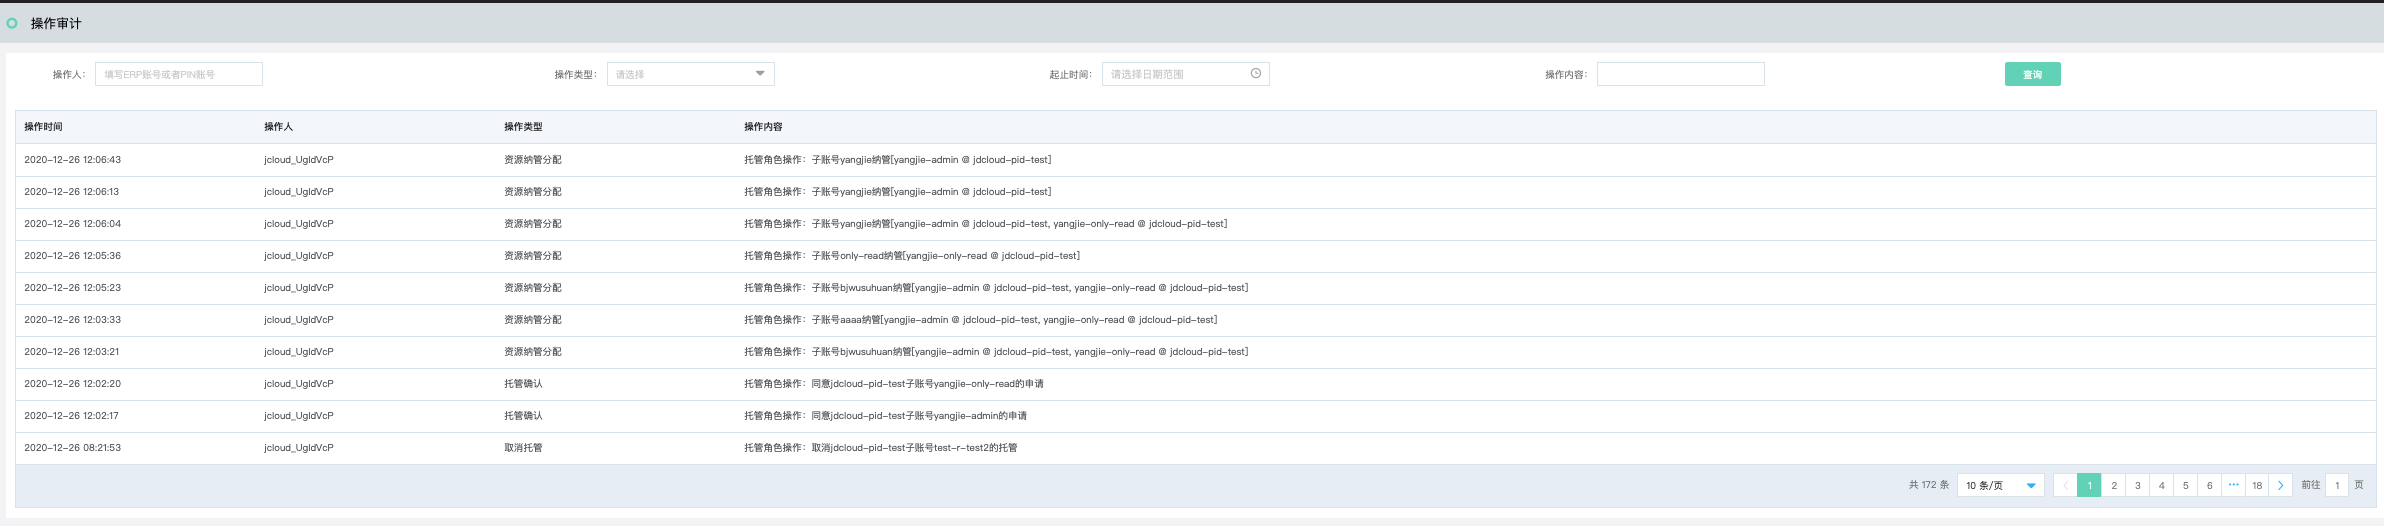 操作审计
操作人： 填写ERP账号或者PIN账号 操作类型： 请选择 起止时间： 请选择日期范围 操作内容： 查询
操作时间 操作人 操作类型 操作内容
2020-12-26 12:06:43 jcloud_UgIdVcP 资源纳管分配 托管角色操作：子账号yangjie纳管[yangjie-admin @ jdcloud-pid-test]
2020-12-26 12:06:13 jcloud_UgIdVcP 资源纳管分配 托管角色操作：子账号yangjie纳管[yangjie-admin @ jdcloud-pid-test]
2020-12-26 12:06:04 jcloud_UgIdVcP 资源纳管分配 托管角色操作：子账号yangjie纳管[yangjie-admin @ jdcloud-pid-test, yangjie-only-read @ jdcloud-pid-test]
2020-12-26 12:05:36 jcloud_UgIdVcP 资源纳管分配 托管角色操作：子账号only-read纳管[yangjie-only-read @ jdcloud-pid-test]
2020-12-26 12:05:23 jcloud_UgIdVcP 资源纳管分配 托管角色操作：子账号bjwusuhuan纳管[yangjie-admin @ jdcloud-pid-test, yangjie-only-read @ jdcloud-pid-test]
2020-12-26 12:03:33 jcloud_UgIdVcP 资源纳管分配 托管角色操作：子账号aaaa纳管[yangjie-admin @ jdcloud-pid-test, yangjie-only-read @ jdcloud-pid-test]
2020-12-26 12:03:21 jcloud_UgIdVcP 资源纳管分配 托管角色操作：子账号bjwusuhuan纳管[yangjie-admin @ jdcloud-pid-test, yangjie-only-read @ jdcloud-pid-test]
2020-12-26 12:02:20 jcloud_UgIdVcP 托管确认 托管角色操作：同意jdcloud-pid-test子账号yangjie-only-read的申请
2020-12-26 12:02:17 jcloud_UgIdVcP 托管确认 托管角色操作：同意jdcloud-pid-test子账号yangjie-admin的申请
2020-12-26 08:21:53 jcloud_UgIdVcP 取消托管 托管角色操作：取消jdcloud-pid-test子账号test-r-test2的托管
共 172 条 10 条/页 1 2 3 4 5 6 ··· 18 前往 1 页